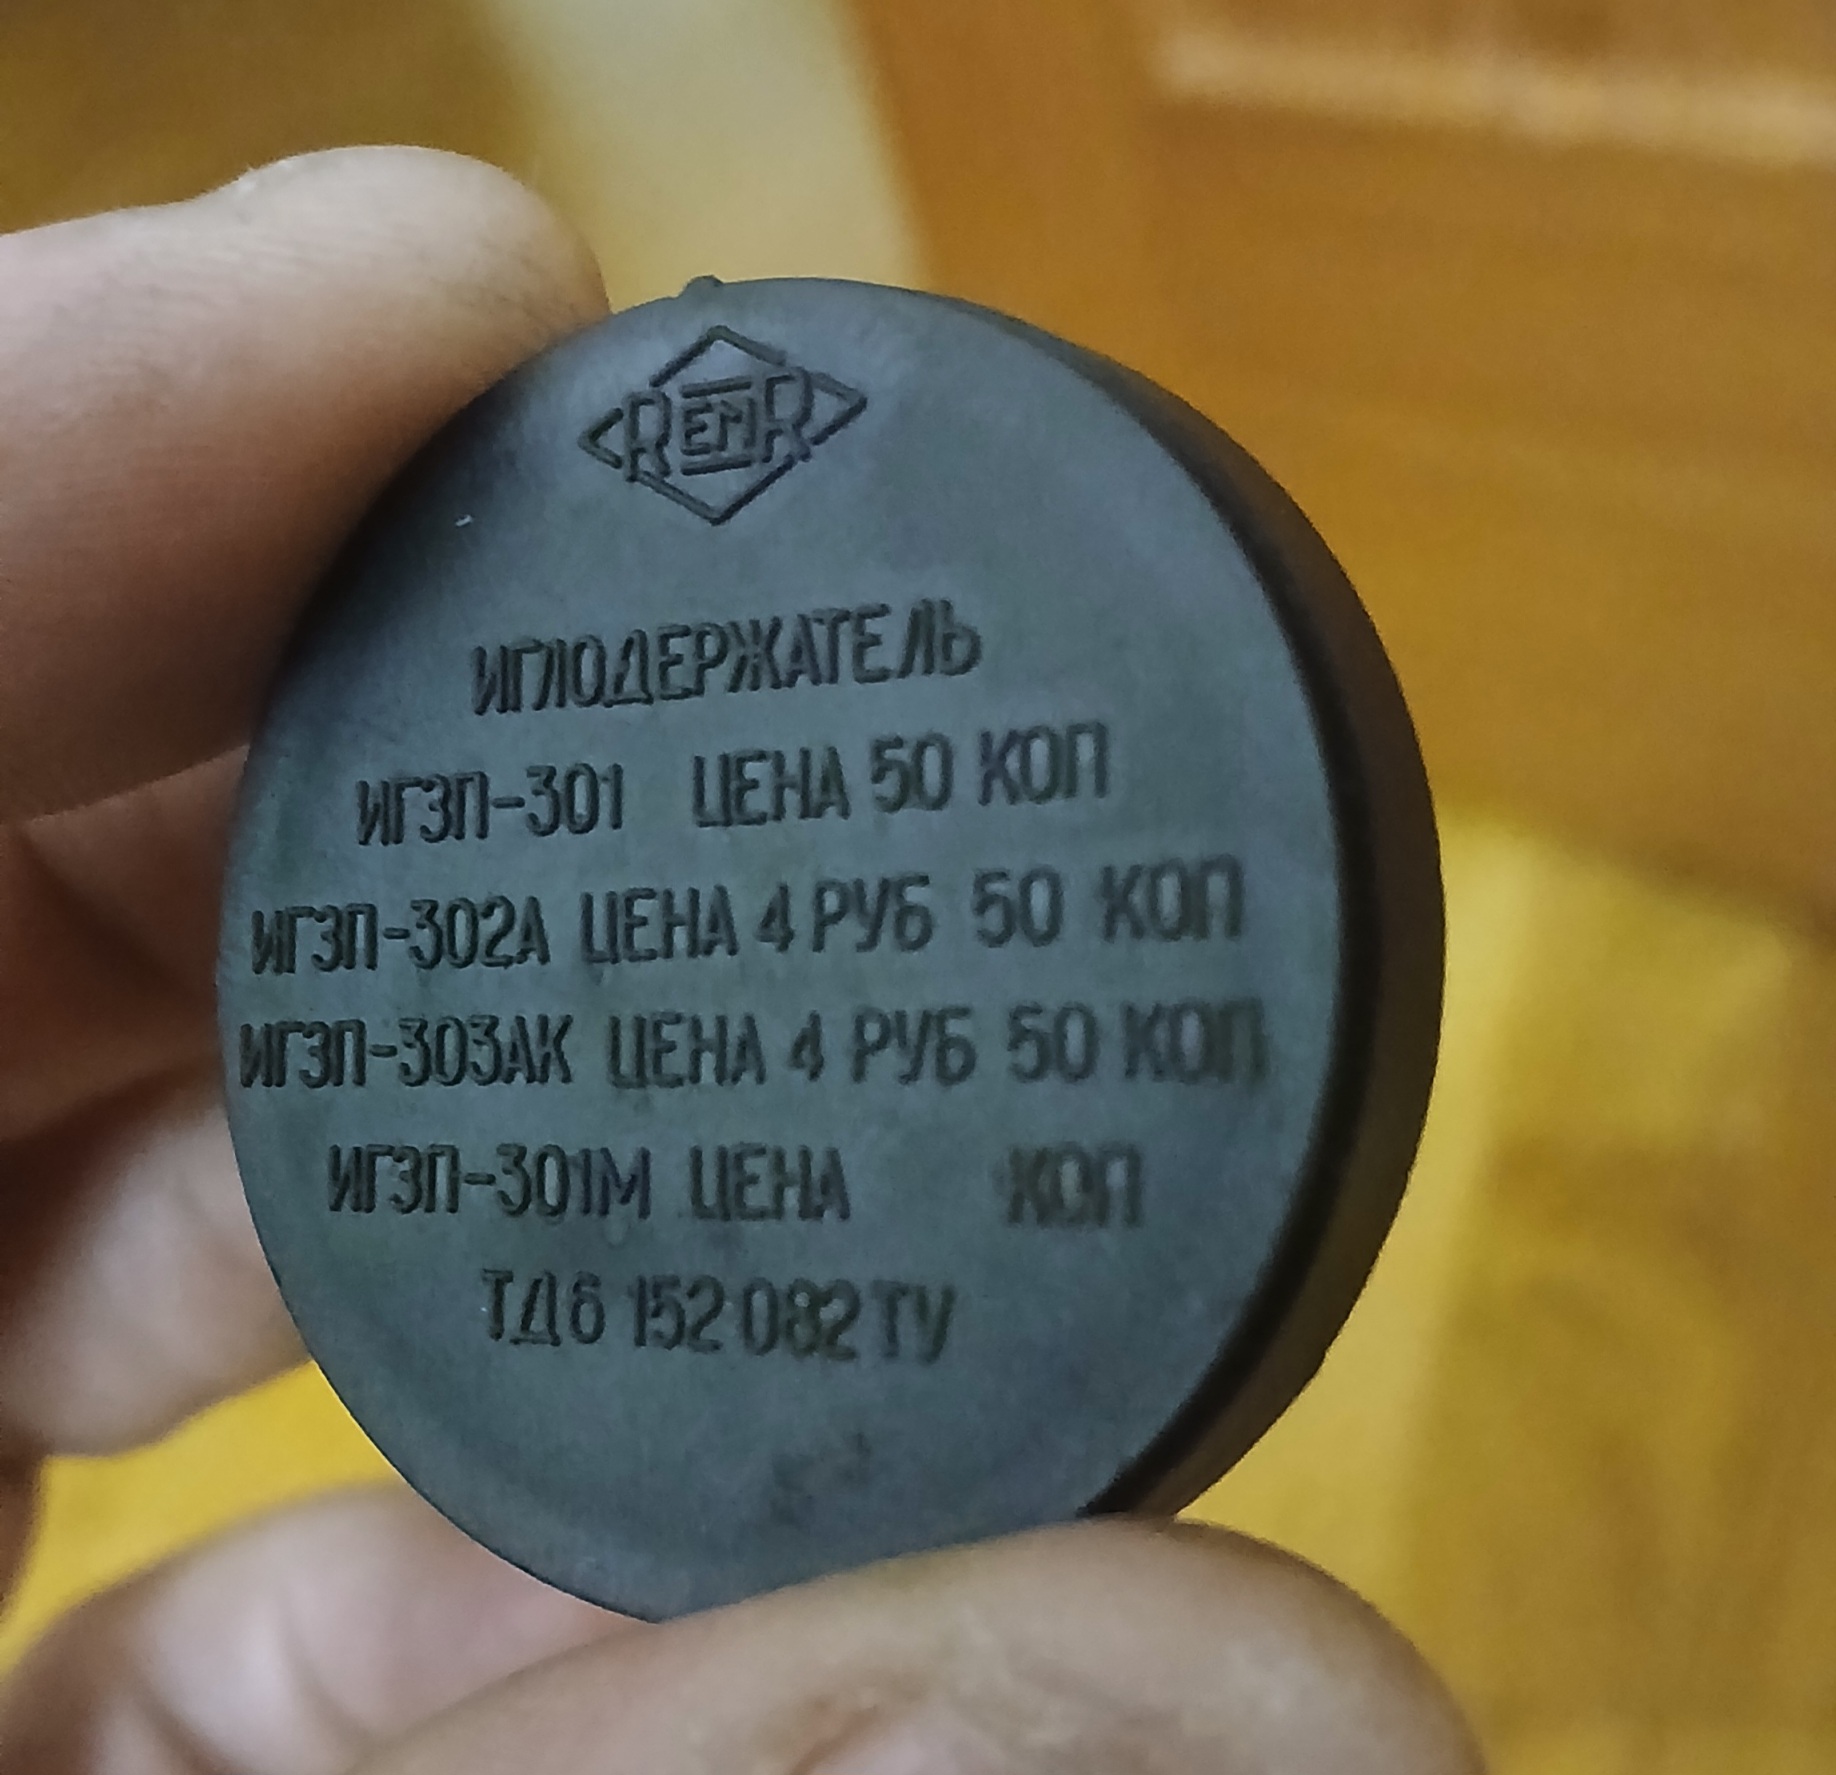 REMR
ИГЛОДЕРЖАТЕЛЬ
ИГЗП-301 ЦЕНА 50 КОП
ИГЗП-302А ЦЕНА 4 РУБ 50 КОП
ИГЗП-303АК ЦЕНА 4 РУБ 50 КОП
ИГЗП-301М ЦЕНА КОП
ТД6 152 082 ТУ